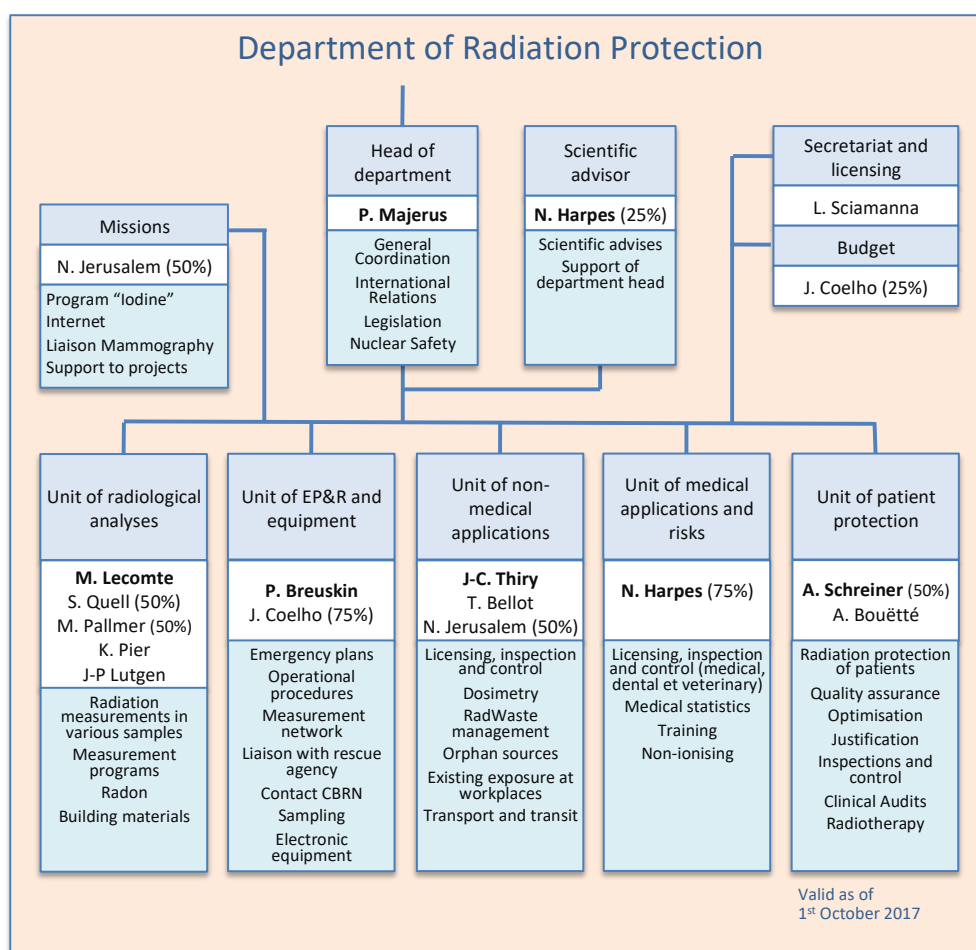 Department of Radiation Protection
Head of
department
P. Majerus
General
Coordination
International
Relations
Legislation
Nuclear Safety
Scientific
advisor
N. Harpes (25%)
Scientific advises
Support of
department head
Secretariat and
licensing
L. Sciamanna
Budget
J. Coelho (25%)
Missions
N. Jerusalem (50%)
Program “Iodine”
Internet
Liaison Mammography
Support to projects
Unit of radiological
analyses
M. Lecomte
S. Quell (50%)
M. Pallmer (50%)
K. Pier
J-P Lutgen
Radiation
measurements in
various samples
Measurement
programs
Radon
Building materials
Unit of EP&R and
equipment
P. Breuskin
J. Coelho (75%)
Emergency plans
Operational
procedures
Measurement
network
Liaison with rescue
agency
Contact CBRN
Sampling
Electronic
equipment
Unit of non-
medical
applications
J-C. Thiry
T. Bellot
N. Jerusalem (50%)
Licensing, inspection
and control
Dosimetry
RadWaste
management
Orphan sources
Existing exposure at
workplaces
Transport and transit
Unit of medical
applications and
risks
N. Harpes (75%)
Licensing, inspection
and control (medical,
dental et veterinary)
Medical statistics
Training
Non-ionising
Unit of patient
protection
A. Schreiner (50%)
A. Bouëtté
Radiation protection
of patients
Quality assurance
Optimisation
Justification
Inspections and
control
Clinical Audits
Radiotherapy
Valid as of
1st October 2017